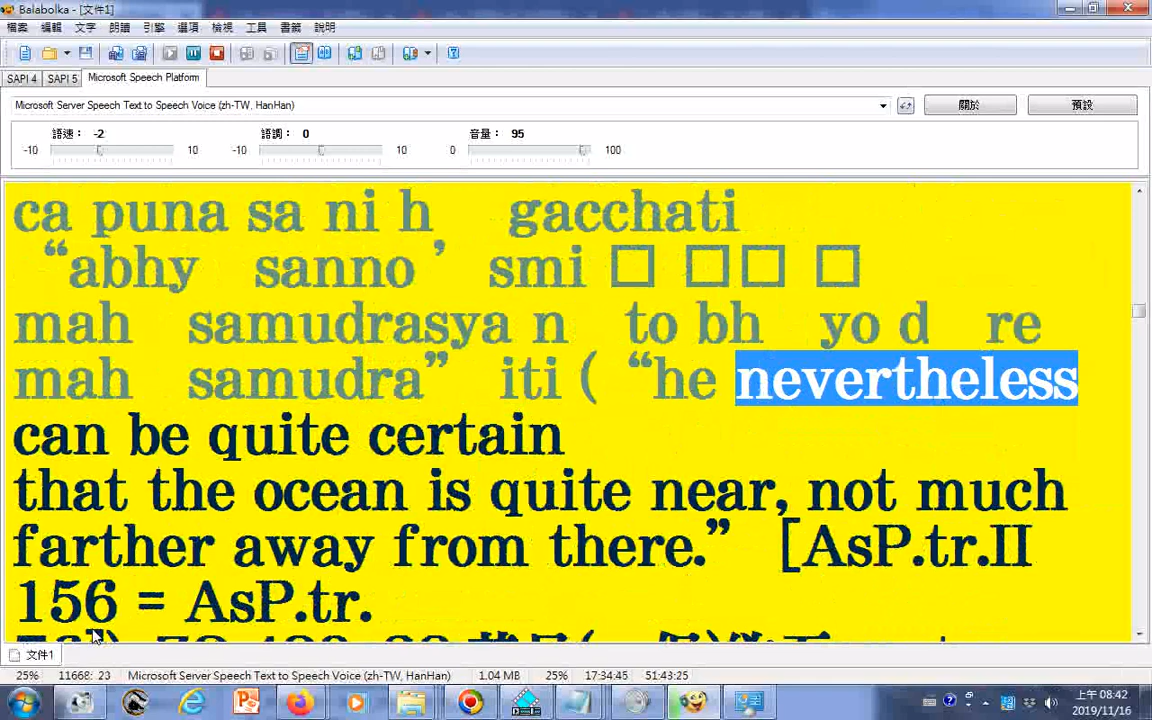 Balabolka - [文件1]
檔案 編輯 文字 朗讀 引擎 選項 檢視 工具 書籤 說明
SAPI 4 SAPI 5 Microsoft Speech Platform
Microsoft Server Speech Text to Speech Voice (zh-TW, HanHan) 關於 預設
語速： -2 語調： 0 音量： 95
-10 10 -10 10 0 100
ca puna sa ni h gacchati
“abhy sanno ’ smi □ □□ □
mah samudrasya n to bh yo d re
mah samudra” iti ( “he nevertheless
can be quite certain
that the ocean is quite near, not much
farther away from there.” [AsP.tr.II
156 = AsP.tr.
文件1
25% 11668: 23 Microsoft Server Speech Text to Speech Voice (zh-TW, HanHan) 1.04 MB 25% 17:34:45 51:43:25
上午 08:42
2019/11/16